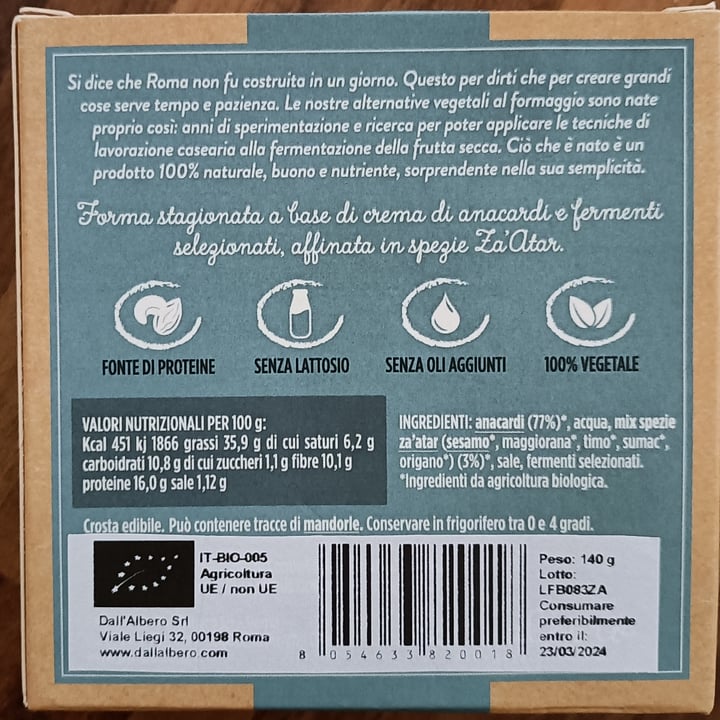 Si dice che Roma non fu costruita in un giorno. Questo per dirti che per creare grandi
cose serve tempo e pazienza. Le nostre alternative vegetali al formaggio sono nate
proprio così: anni di sperimentazione e ricerca per poter applicare le tecniche di
lavorazione casearia alla fermentazione della frutta secca. Ciò che è nato è un
prodotto 100% naturale, buono e nutriente, sorprendente nella sua semplicità.
Forma stagionata a base di crema di anacardi e fermenti
selezionati, affinata in spezie Za'Atar.
FONTE DI PROTEINE
SENZA LATTOSIO
SENZA OLI AGGIUNTI
100% VEGETALE
VALORI NUTRIZIONALI PER 100 g:
Kcal 451 kj 1866 grassi 35,9 g di cui saturi 6,2 g
carboidrati 10,8 g di cui zuccheri 1,1 g fibre 10,1 g
proteine 16,0 g sale 1,12 g
INGREDIENTI: anacardi (77%)*, acqua, mix spezie
za'atar (sesamo*, maggiorana*, timo*, sumac*,
origano*) (3%)*, sale, fermenti selezionati.
*Ingredienti da agricoltura biologica.
Crosta edibile. Può contenere tracce di mandorle. Conservare in frigorifero tra 0 e 4 gradi.
IT-BIO-005
Agricoltura
UE / non UE
Dall'Albero Srl
Viale Liegi 32, 00198 Roma
www.dallalbero.com
8 054633 820018
Peso: 140 g
Lotto:
LFB083ZA
Consumare
preferibilmente
entro il:
23/03/2024